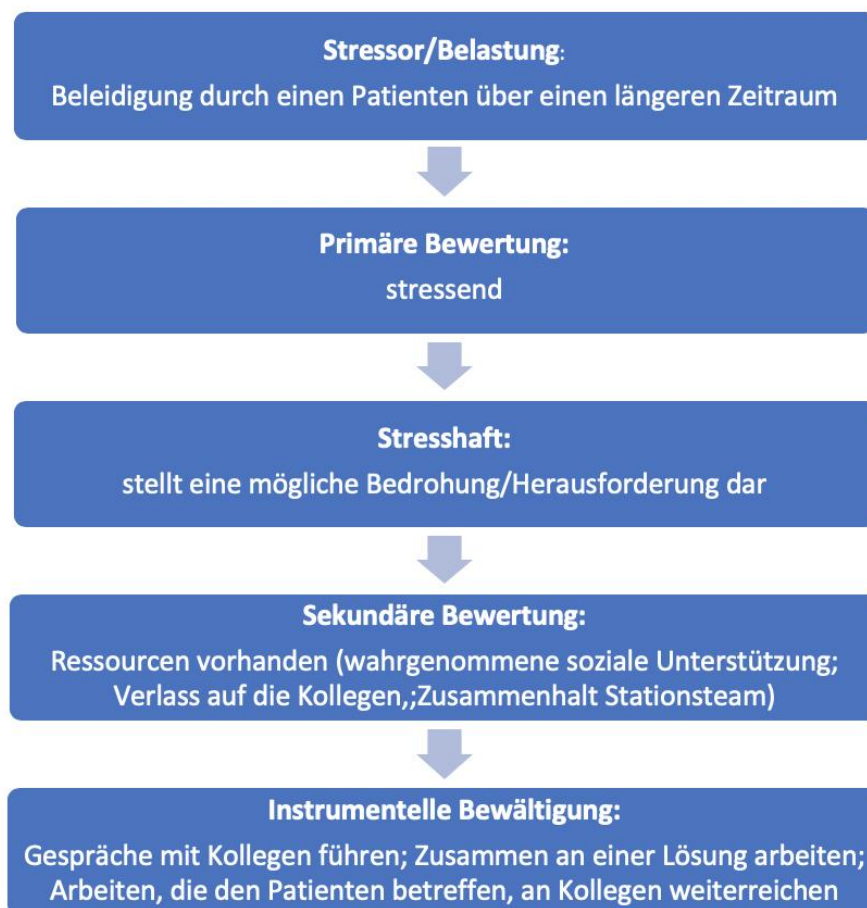 Stressor/Belastung:
Beleidigung durch einen Patienten über einen längeren Zeitraum
Primäre Bewertung:
stressend
Stresshaft:
stellt eine mögliche Bedrohung/Herausforderung dar
Sekundäre Bewertung:
Ressourcen vorhanden (wahrgenommene soziale Unterstützung;
Verlass auf die Kollegen,;Zusammenhalt Stationsteam)
Instrumentelle Bewältigung:
Gespräche mit Kollegen führen; Zusammen an einer Lösung arbeiten;
Arbeiten, die den Patienten betreffen, an Kollegen weiterreichen